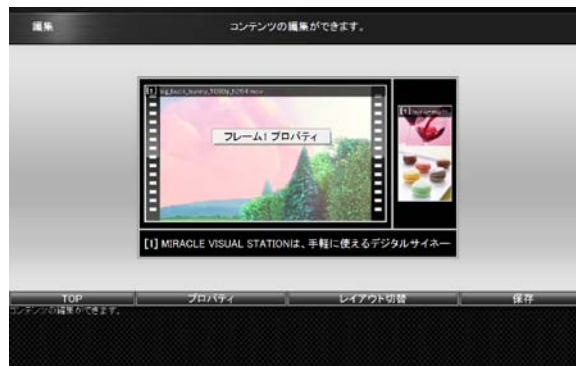 編集
コンテンツの編集ができます。
[1] big_buck_bunny_1080p_h264.mov
[1]
フレーム1 プロパティ
[1] MIRACLE VISUAL STATIONは、手軽に使えるデジタルサイネー
TOP
プロパティ
レイアウト切替
保存
コンテンツの編集ができます。